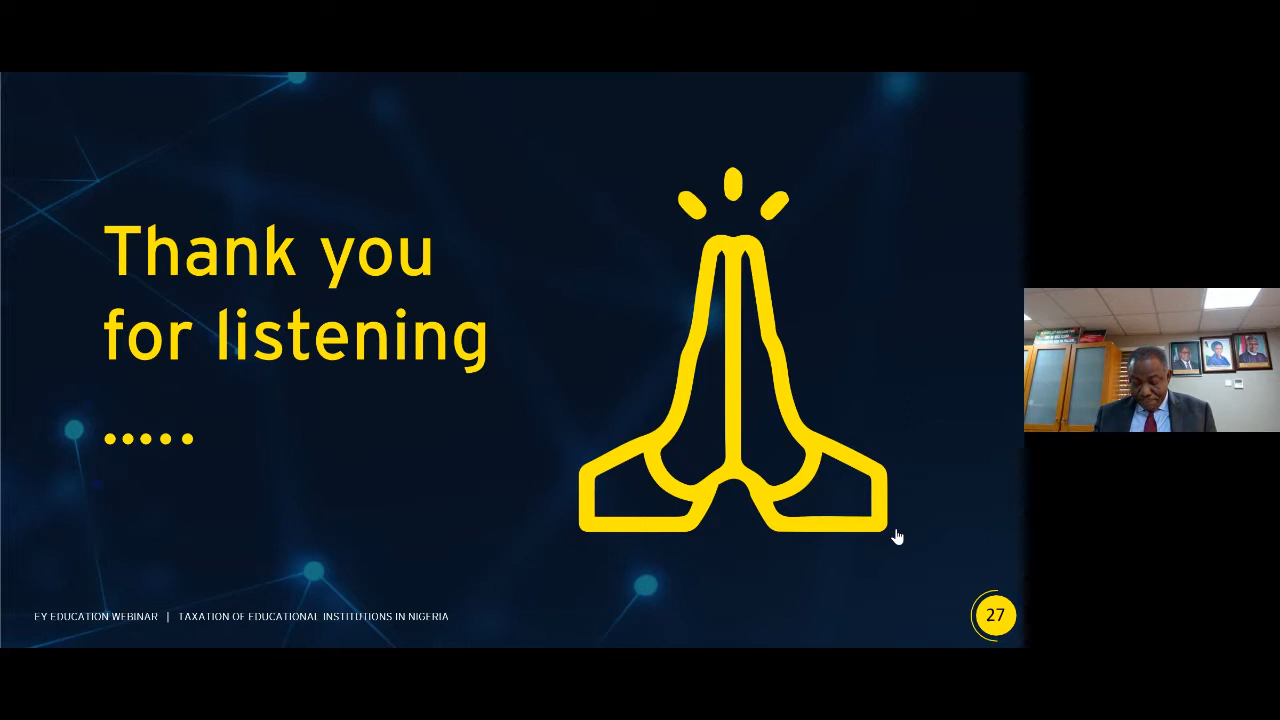 Thank you
for listening
.....
EY EDUCATION WEBINAR | TAXATION OF EDUCATIONAL INSTITUTIONS IN NIGERIA
27